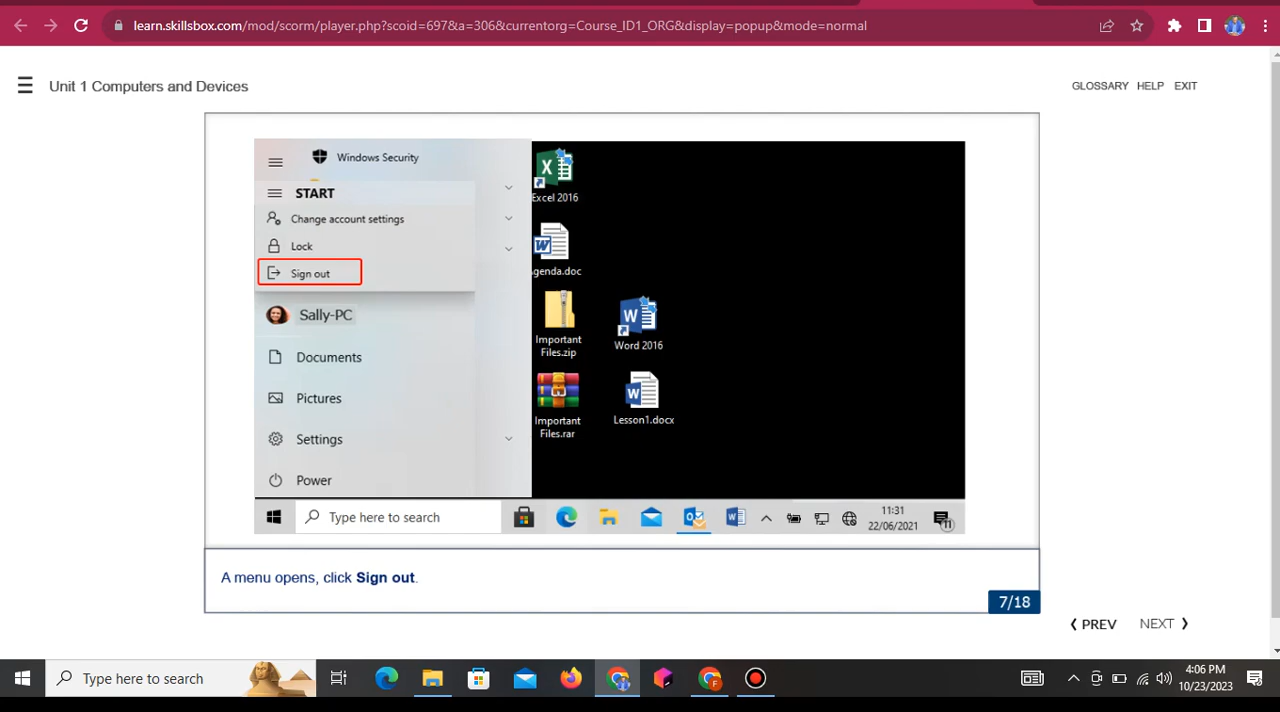 learn.skillsbox.com/mod/scorm/player.php?scoid=697&a=306&currentorg=Course_ID1_ORG&display=popup&mode=normal
Unit 1 Computers and Devices
GLOSSARY HELP EXIT
Windows Security
START
Change account settings
Lock
Sign out
Sally-PC
Documents
Pictures
Settings
Power
Excel 2016
genda.doc
Important
Files.zip
Word 2016
Important
Files.rar
Lesson1.docx
Type here to search
11:31
22/06/2021
11
A menu opens, click Sign out.
7/18
❮ PREV NEXT ❯
Type here to search
4:06 PM
10/23/2023